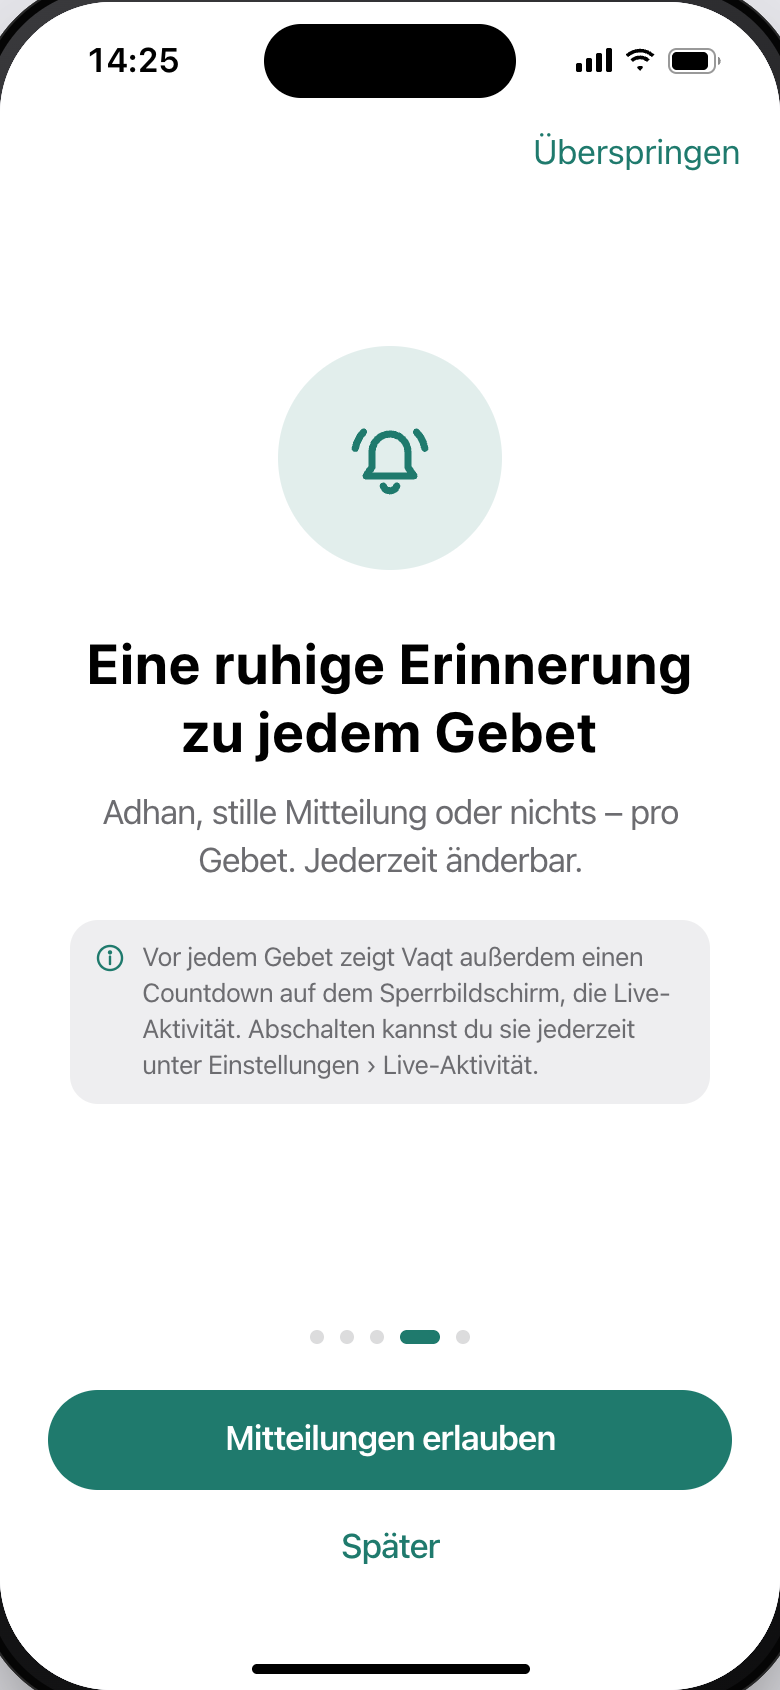 14:25
Überspringen
Eine ruhige Erinnerung
zu jedem Gebet
Adhan, stille Mitteilung oder nichts – pro
Gebet. Jederzeit änderbar.
Vor jedem Gebet zeigt Vaqt außerdem einen
Countdown auf dem Sperrbildschirm, die Live-
Aktivität. Abschalten kannst du sie jederzeit
unter Einstellungen › Live-Aktivität.
Mitteilungen erlauben
Später